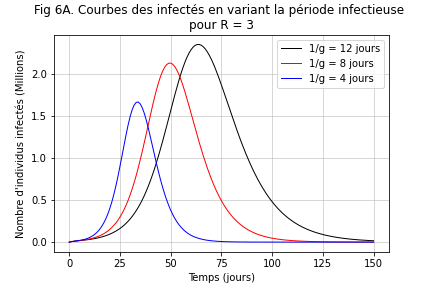 Fig 6A. Courbes des infectés en variant la période infectieuse
pour R = 3
1/g = 12 jours
1/g = 8 jours
1/g = 4 jours
Nombre d'individus infectés (Millions)
2.0
1.5
1.0
0.5
0.0
0 25 50 75 100 125 150
Temps (jours)